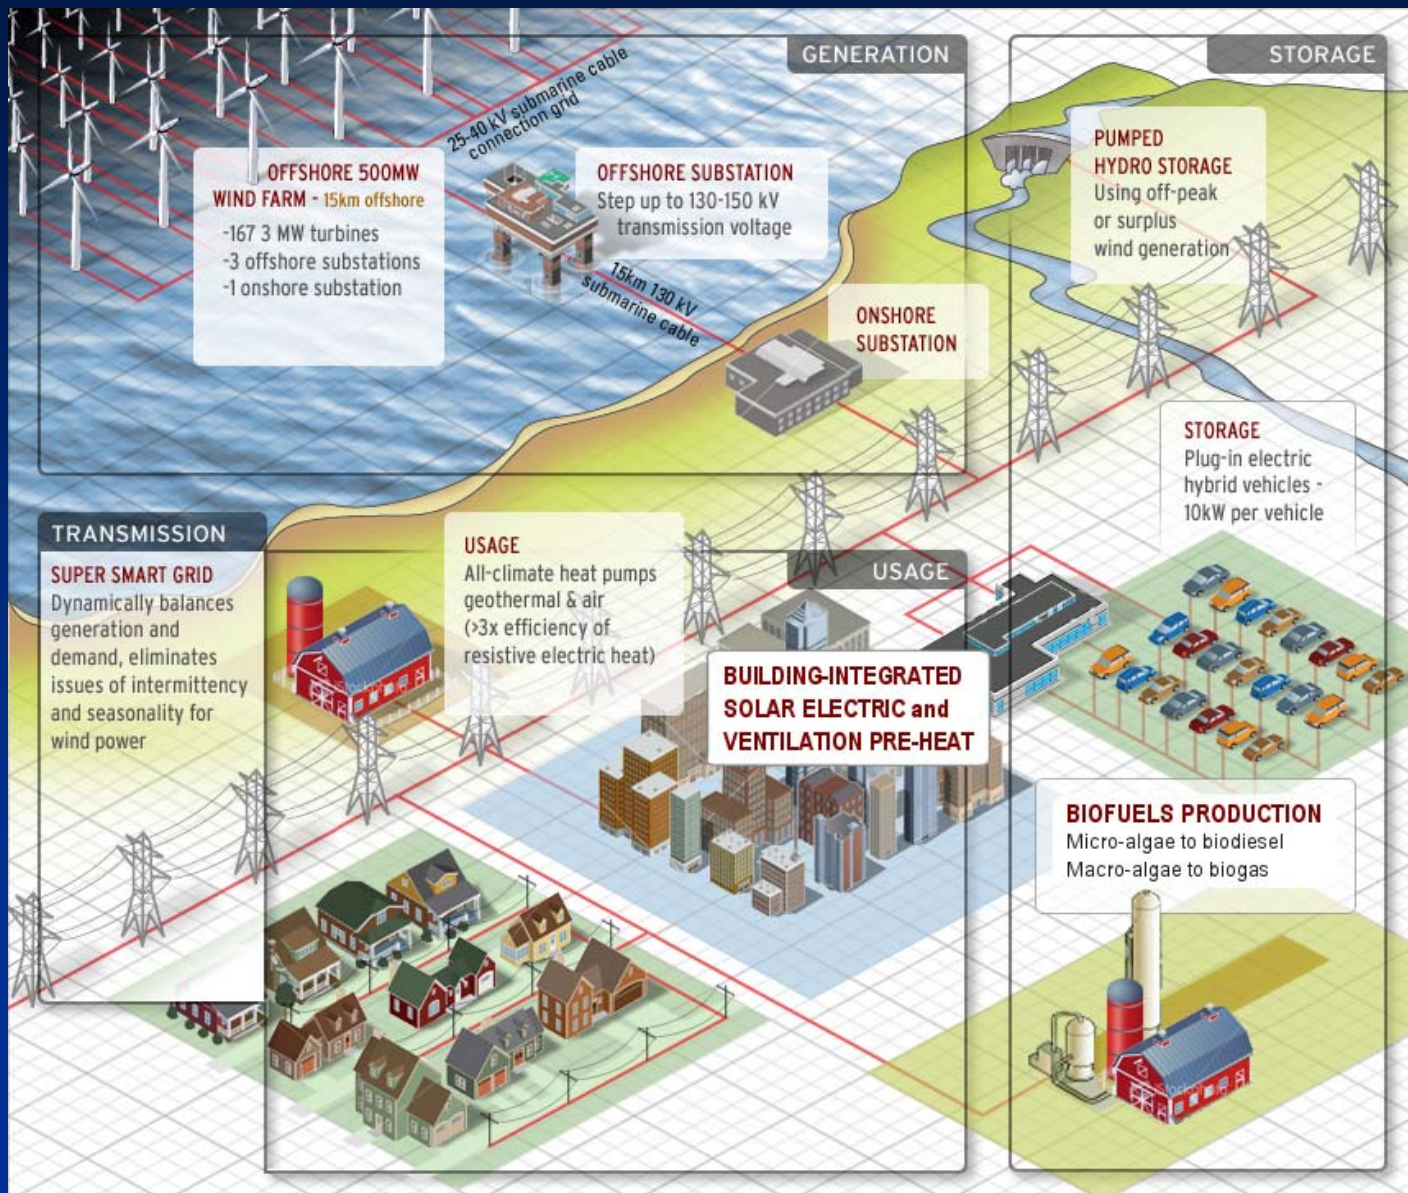 GENERATION
STORAGE
25-40 kV submarine cable
connection grid
OFFSHORE 500MW
WIND FARM - 15km offshore
-167 3 MW turbines
-3 offshore substations
-1 onshore substation
OFFSHORE SUBSTATION
Step up to 130-150 kV
transmission voltage
15km 130 kV
submarine cable
ONSHORE
SUBSTATION
PUMPED
HYDRO STORAGE
Using off-peak
or surplus
wind generation
STORAGE
Plug-in electric
hybrid vehicles -
10kW per vehicle
TRANSMISSION
SUPER SMART GRID
Dynamically balances
generation and
demand, eliminates
issues of intermittency
and seasonality for
wind power
USAGE
USAGE
All-climate heat pumps
geothermal & air
(>3x efficiency of
resistive electric heat)
BUILDING-INTEGRATED
SOLAR ELECTRIC and
VENTILATION PRE-HEAT
BIOFUELS PRODUCTION
Micro-algae to biodiesel
Macro-algae to biogas